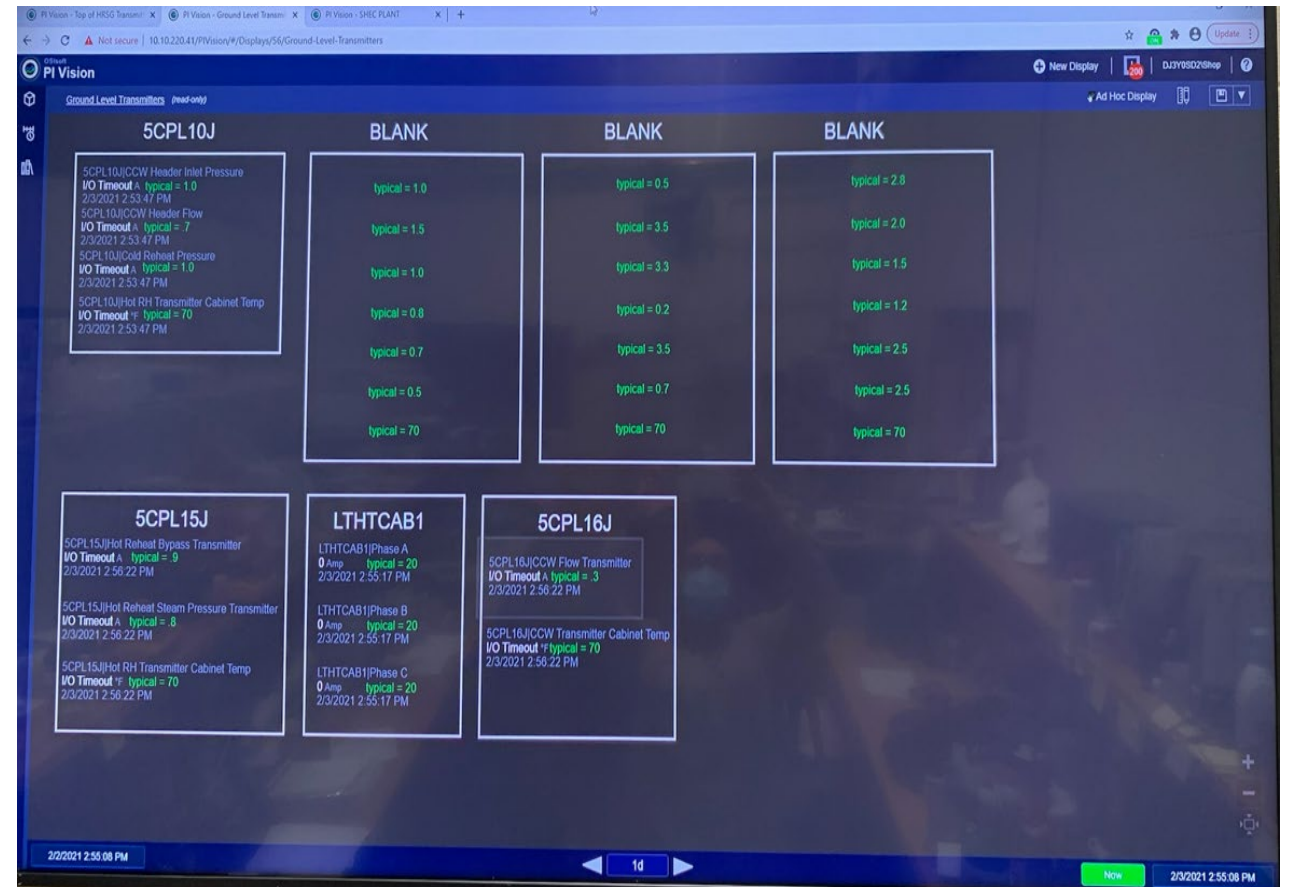 PI Vision - Top of HRSG Transmi
PI Vision - Ground Level Transmi
PI Vision - SHEC PLANT
Not secure | 10.10.220.41/PIVision/#/Displays/56/Ground-Level-Transmitters
Update
OSIsoft
PI Vision
New Display
200
DJ3Y0SD2\Shop
Ground Level Transmitters (read-only)
Ad Hoc Display
5CPL10J
5CPL10J|CCW Header Inlet Pressure
I/O Timeout A typical = 1.0
2/3/2021 2:53:47 PM
5CPL10J|CCW Header Flow
I/O Timeout A typical = .7
2/3/2021 2:53:47 PM
5CPL10J|Cold Reheat Pressure
I/O Timeout A typical = 1.0
2/3/2021 2:53:47 PM
5CPL10J|Hot RH Transmitter Cabinet Temp
I/O Timeout °F typical = 70
2/3/2021 2:53:47 PM
BLANK
typical = 1.0
typical = 1.5
typical = 1.0
typical = 0.8
typical = 0.7
typical = 0.5
typical = 70
BLANK
typical = 0.5
typical = 3.5
typical = 3.3
typical = 0.2
typical = 3.5
typical = 0.7
typical = 70
BLANK
typical = 2.8
typical = 2.0
typical = 1.5
typical = 1.2
typical = 2.5
typical = 2.5
typical = 70
5CPL15J
5CPL15J|Hot Reheat Bypass Transmitter
I/O Timeout A typical = .9
2/3/2021 2:56:22 PM
5CPL15J|Hot Reheat Steam Pressure Transmitter
I/O Timeout A typical = .8
2/3/2021 2:56:22 PM
5CPL15J|Hot RH Transmitter Cabinet Temp
I/O Timeout °F typical = 70
2/3/2021 2:56:22 PM
LTHTCAB1
LTHTCAB1|Phase A
0 Amp typical = 20
2/3/2021 2:55:17 PM
LTHTCAB1|Phase B
0 Amp typical = 20
2/3/2021 2:55:17 PM
LTHTCAB1|Phase C
0 Amp typical = 20
2/3/2021 2:55:17 PM
5CPL16J
5CPL16J|CCW Flow Transmitter
I/O Timeout A typical = .3
2/3/2021 2:56:22 PM
5CPL16J|CCW Transmitter Cabinet Temp
I/O Timeout °F typical = 70
2/3/2021 2:56:22 PM
2/2/2021 2:55:08 PM
1d
Now
2/3/2021 2:55:08 PM